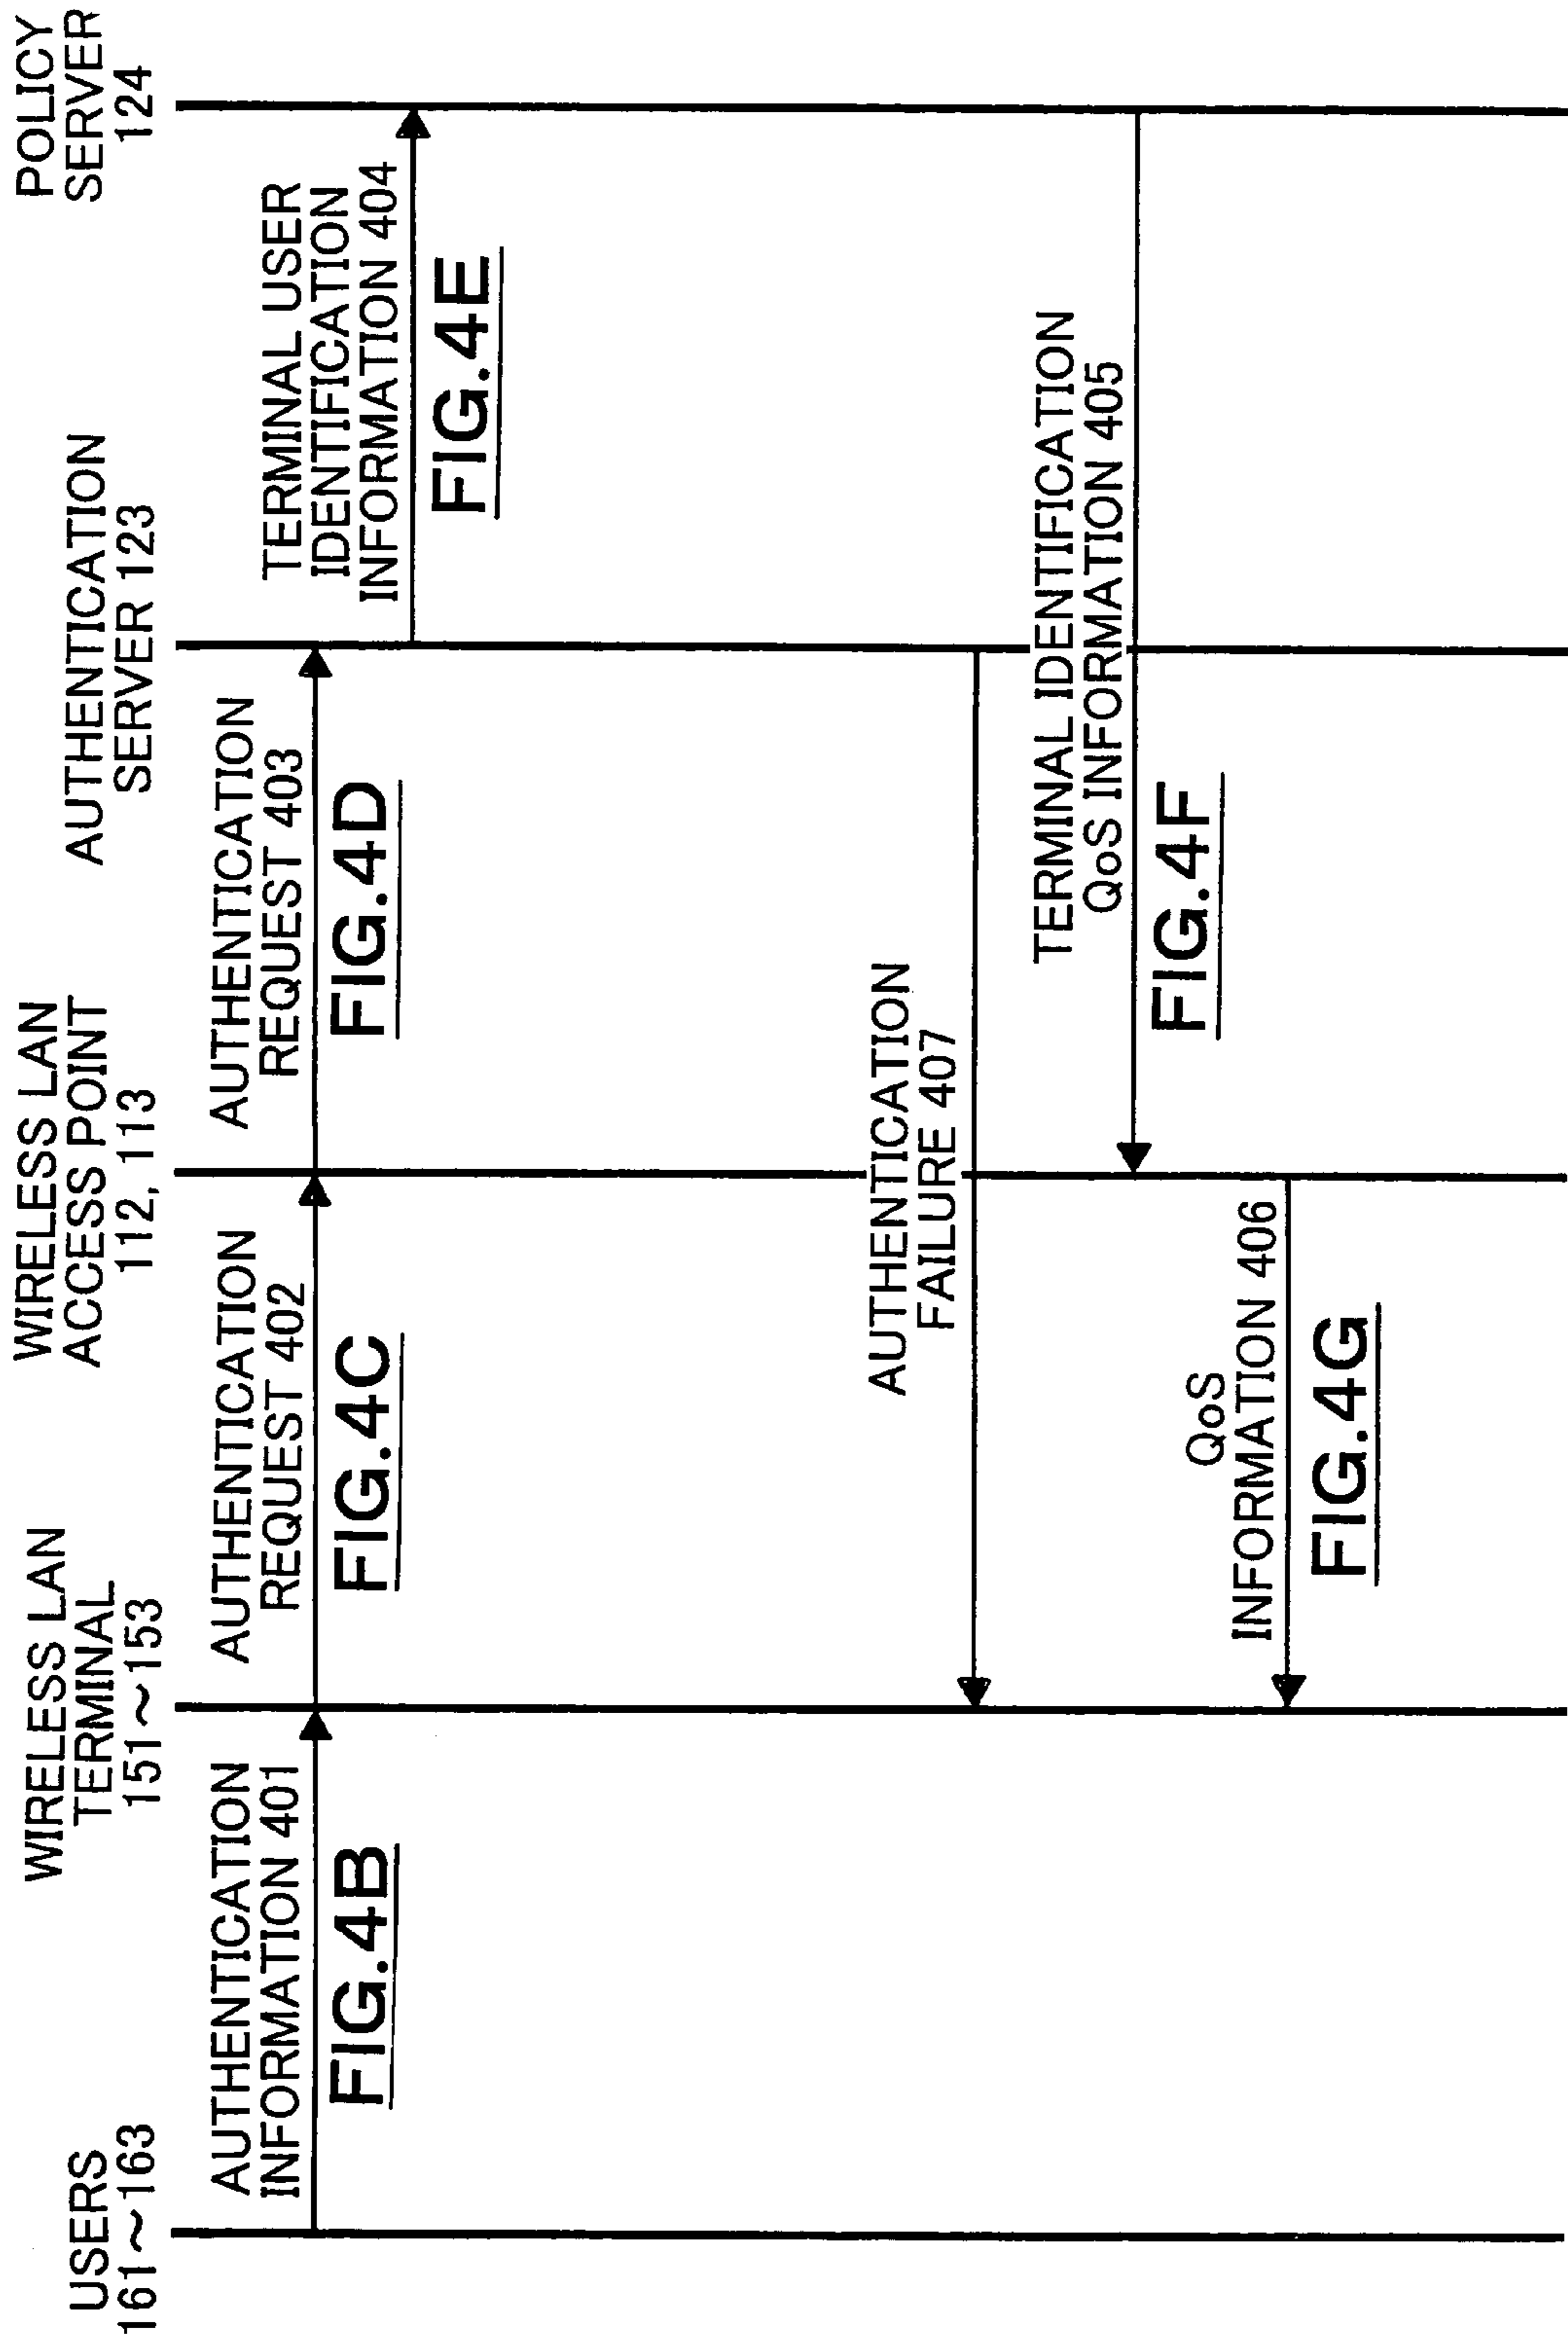 USERS
161~163
WIRELESS LAN
TERMINAL
151~153
WIRELESS LAN
ACCESS POINT
112, 113
AUTHENTICATION
SERVER 123
POLICY
SERVER
124
AUTHENTICATION
INFORMATION 401
FIG.4B
AUTHENTICATION
REQUEST 402
FIG.4C
AUTHENTICATION
REQUEST 403
FIG.4D
TERMINAL USER
IDENTIFICATION
INFORMATION 404
FIG.4E
AUTHENTICATION
FAILURE 407
TERMINAL IDENTIFICATION
QoS INFORMATION 405
FIG.4F
QoS
INFORMATION 406
FIG.4G